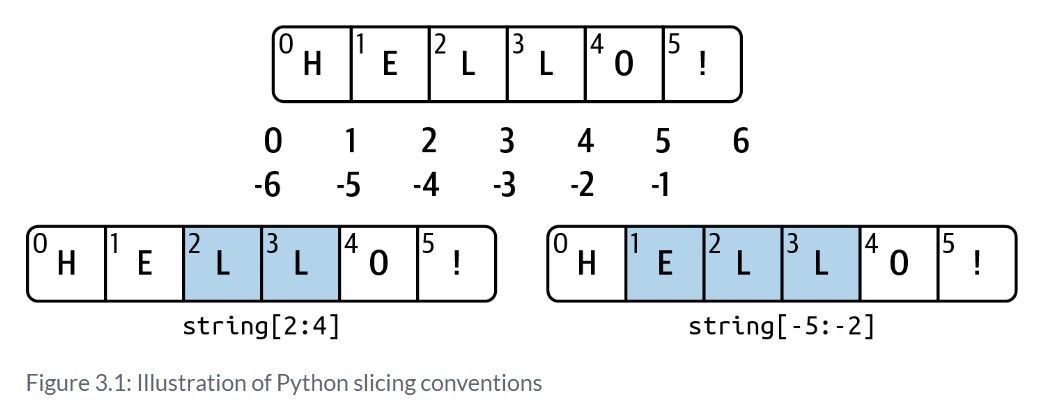 0 H 1 E 2 L 3 L 4 O 5 !
0 1 2 3 4 5 6
-6 -5 -4 -3 -2 -1
0 H 1 E 2 L 3 L 4 O 5 !
string[2:4]
0 H 1 E 2 L 3 L 4 O 5 !
string[-5:-2]
Figure 3.1: Illustration of Python slicing conventions